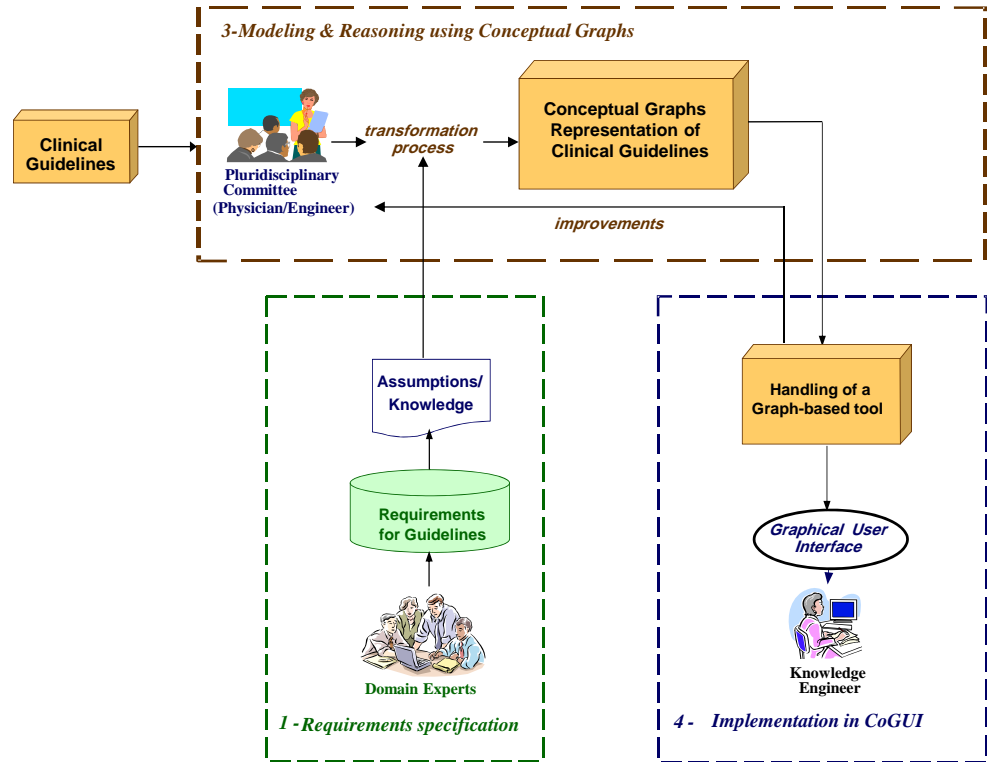 3-Modeling & Reasoning using Conceptual Graphs
Clinical
Guidelines
transformation
process
Conceptual Graphs
Representation of
Clinical Guidelines
Pluridisciplinary
Committee
(Physician/Engineer)
improvements
Assumptions/
Knowledge
Requirements
for Guidelines
Domain Experts
1 - Requirements specification
Handling of a
Graph-based tool
Graphical User
Interface
Knowledge
Engineer
4 - Implementation in CoGUI